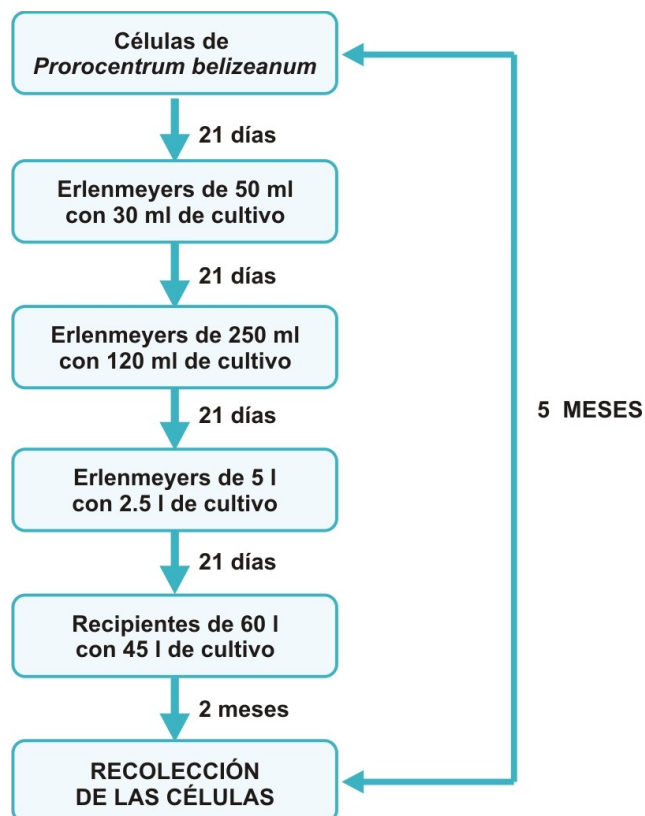 Células de
Prorocentrum belizeanum
21 días
Erlenmeyers de 50 ml
con 30 ml de cultivo
21 días
Erlenmeyers de 250 ml
con 120 ml de cultivo
21 días
5 MESES
Erlenmeyers de 5 l
con 2.5 l de cultivo
21 días
Recipientes de 60 l
con 45 l de cultivo
2 meses
RECOLECCIÓN
DE LAS CÉLULAS